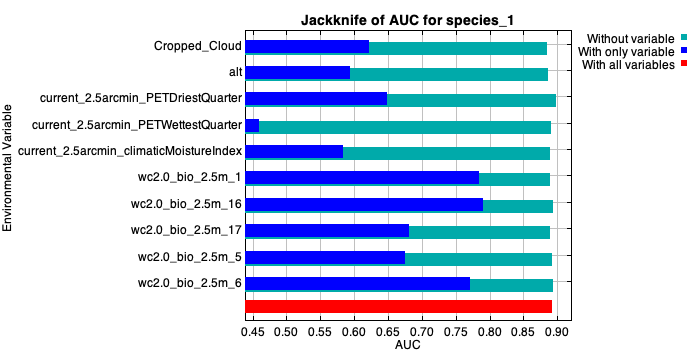 Jackknife of AUC for species_1
Without variable
With only variable
With all variables
Environmental Variable
Cropped_Cloud
alt
current_2.5arcmin_PETDriestQuarter
current_2.5arcmin_PETWettestQuarter
current_2.5arcmin_climaticMoistureIndex
wc2.0_bio_2.5m_1
wc2.0_bio_2.5m_16
wc2.0_bio_2.5m_17
wc2.0_bio_2.5m_5
wc2.0_bio_2.5m_6
0.45 0.50 0.55 0.60 0.65 0.70 0.75 0.80 0.85 0.90
AUC